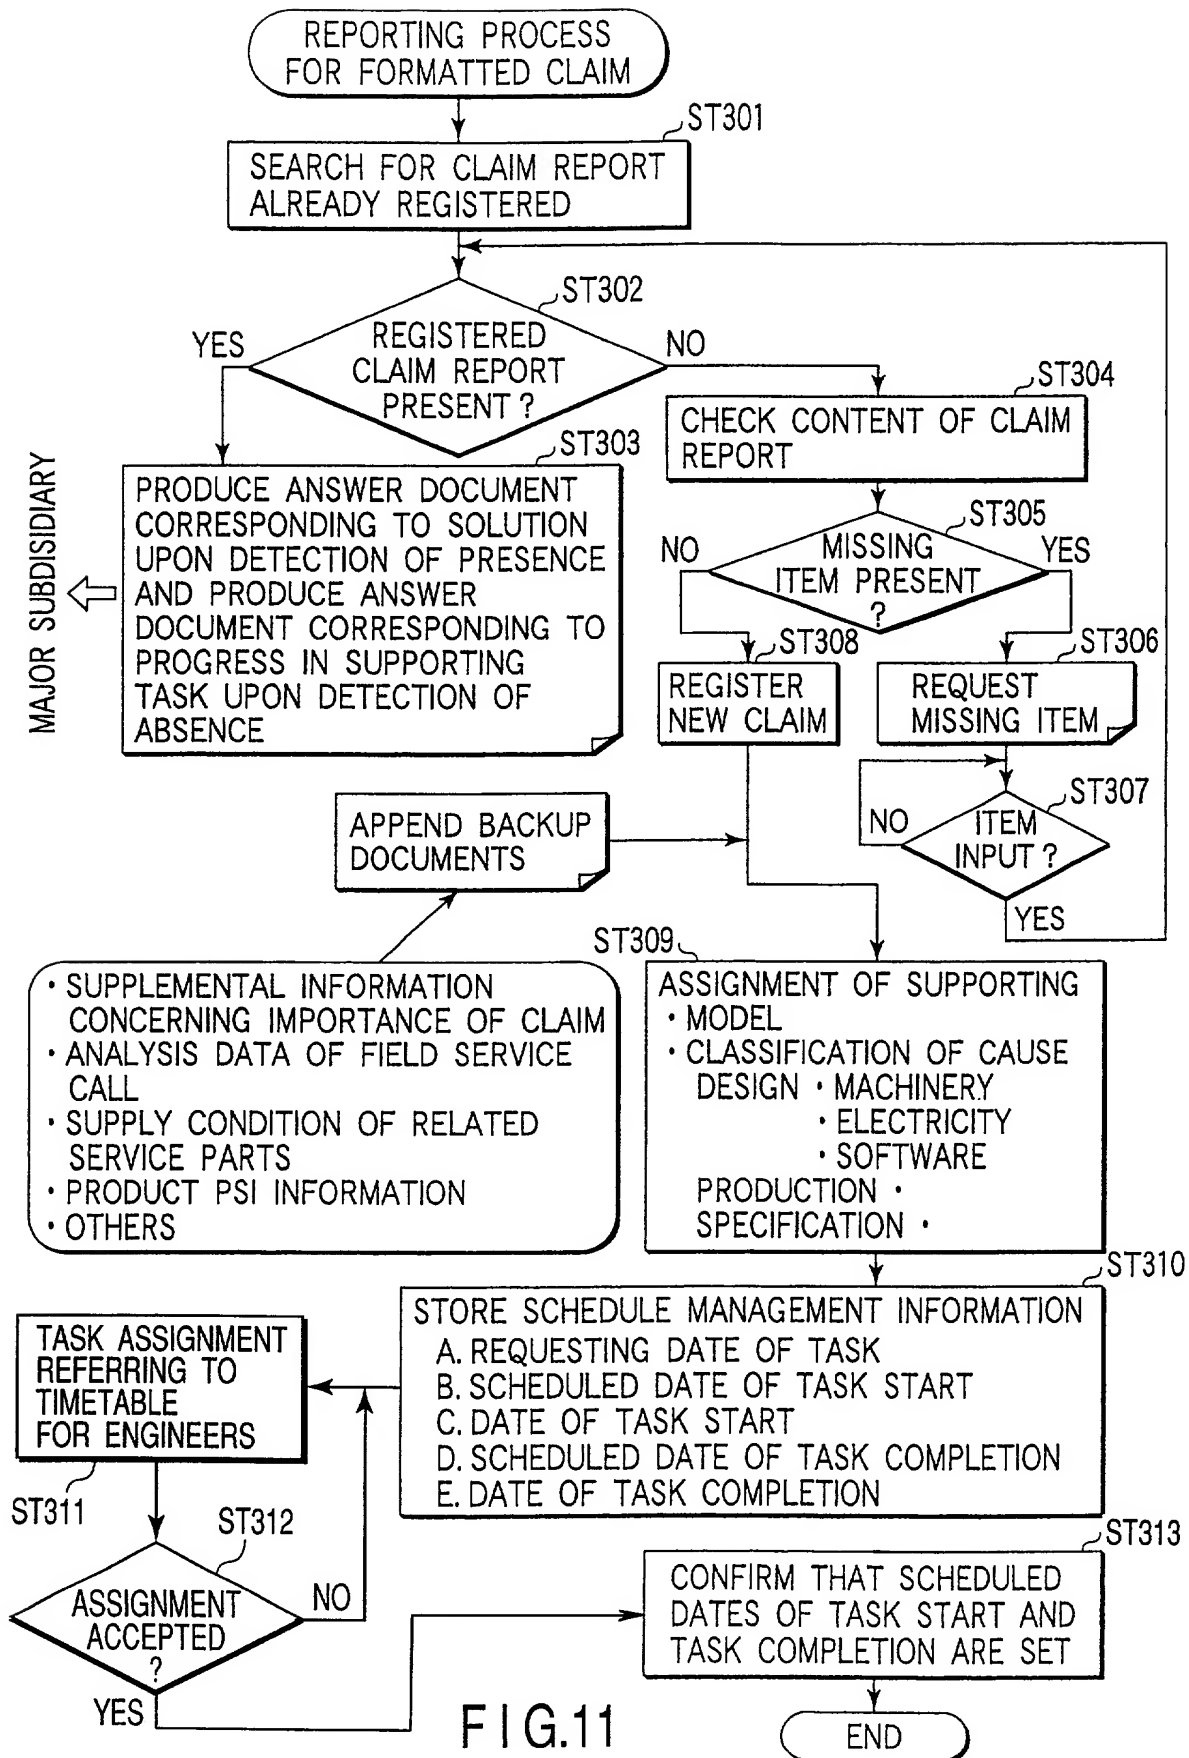 REPORTING PROCESS
FOR FORMATTED CLAIM
ST301
SEARCH FOR CLAIM REPORT
ALREADY REGISTERED
ST302
REGISTERED
CLAIM REPORT
PRESENT ?
YES
NO
ST303
PRODUCE ANSWER DOCUMENT
CORRESPONDING TO SOLUTION
UPON DETECTION OF PRESENCE
AND PRODUCE ANSWER
DOCUMENT CORRESPONDING TO
PROGRESS IN SUPPORTING
TASK UPON DETECTION OF
ABSENCE
MAJOR SUBDISIDIARY
ST304
CHECK CONTENT OF CLAIM
REPORT
ST305
MISSING
ITEM PRESENT
?
NO
YES
ST308
REGISTER
NEW CLAIM
ST306
REQUEST
MISSING ITEM
ST307
ITEM
INPUT ?
NO
YES
APPEND BACKUP
DOCUMENTS
· SUPPLEMENTAL INFORMATION
CONCERNING IMPORTANCE OF CLAIM
· ANALYSIS DATA OF FIELD SERVICE
CALL
· SUPPLY CONDITION OF RELATED
SERVICE PARTS
· PRODUCT PSI INFORMATION
· OTHERS
ST309
ASSIGNMENT OF SUPPORTING
· MODEL
· CLASSIFICATION OF CAUSE
DESIGN · MACHINERY
· ELECTRICITY
· SOFTWARE
PRODUCTION ·
SPECIFICATION ·
ST310
STORE SCHEDULE MANAGEMENT INFORMATION
A. REQUESTING DATE OF TASK
B. SCHEDULED DATE OF TASK START
C. DATE OF TASK START
D. SCHEDULED DATE OF TASK COMPLETION
E. DATE OF TASK COMPLETION
TASK ASSIGNMENT
REFERRING TO
TIMETABLE
FOR ENGINEERS
ST311
ST312
ASSIGNMENT
ACCEPTED
?
NO
YES
ST313
CONFIRM THAT SCHEDULED
DATES OF TASK START AND
TASK COMPLETION ARE SET
END
FIG.11